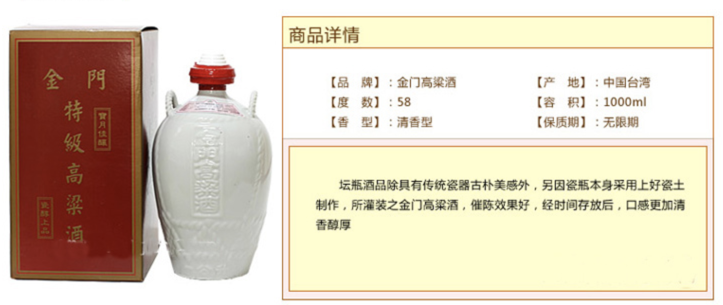 金門
特級高粱酒
寶月佳釀
甕醇上品
金門高粱酒
商品详情
【品 牌】：金门高粱酒
【产 地】：中国台湾
【度 数】：58
【容 积】：1000ml
【香 型】：清香型
【保质期】：无限期
坛瓶酒品除具有传统瓷器古朴美感外，另因瓷瓶本身采用上好瓷土
制作，所灌装之金门高粱酒，催陈效果好，经时间存放后，口感更加清
香醇厚